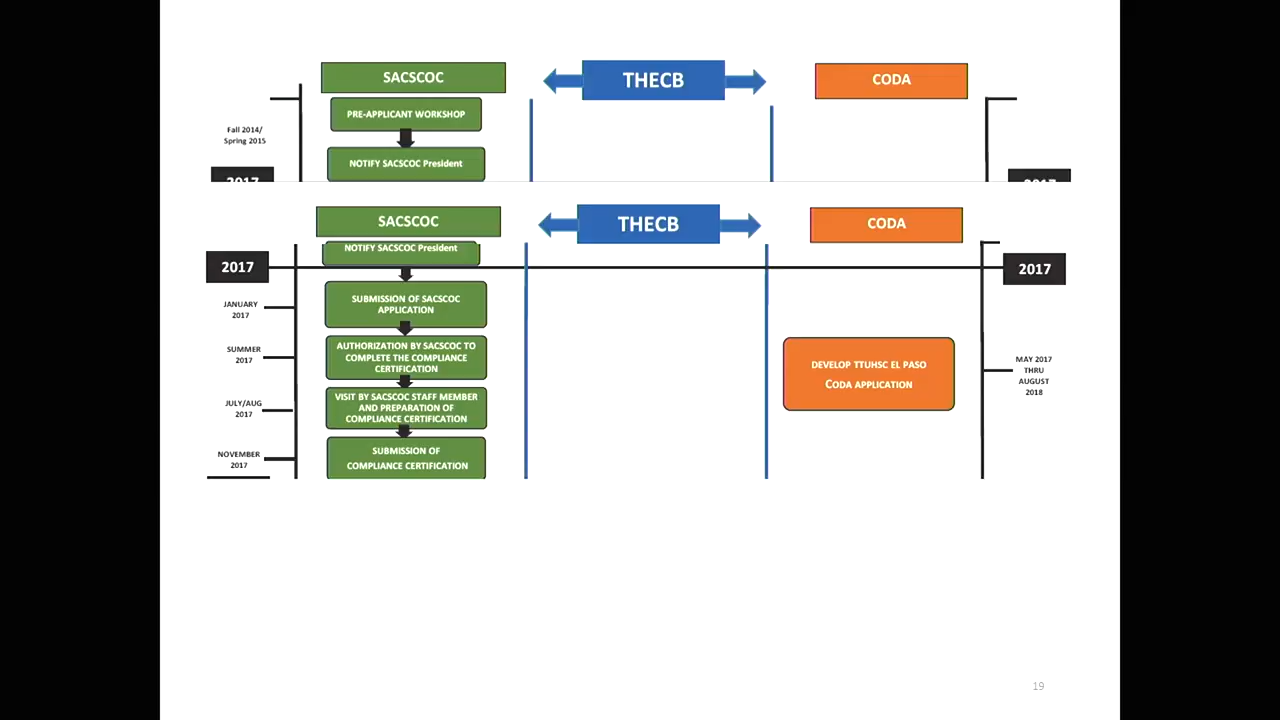 SACSCOC
THECB
CODA
PRE-APPLICANT WORKSHOP
Fall 2014/
Spring 2015
NOTIFY SACSCOC President
2017
2017
SACSCOC
THECB
CODA
NOTIFY SACSCOC President
2017
2017
SUBMISSION OF SACSCOC
APPLICATION
JANUARY
2017
AUTHORIZATION BY SACSCOC TO
COMPLETE THE COMPLIANCE
CERTIFICATION
SUMMER
2017
DEVELOP TTUHSC EL PASO
CODA APPLICATION
MAY 2017
THRU
AUGUST
2018
VISIT BY SACSCOC STAFF MEMBER
AND PREPARATION OF
COMPLIANCE CERTIFICATION
JULY/AUG
2017
SUBMISSION OF
COMPLIANCE CERTIFICATION
NOVEMBER
2017
19